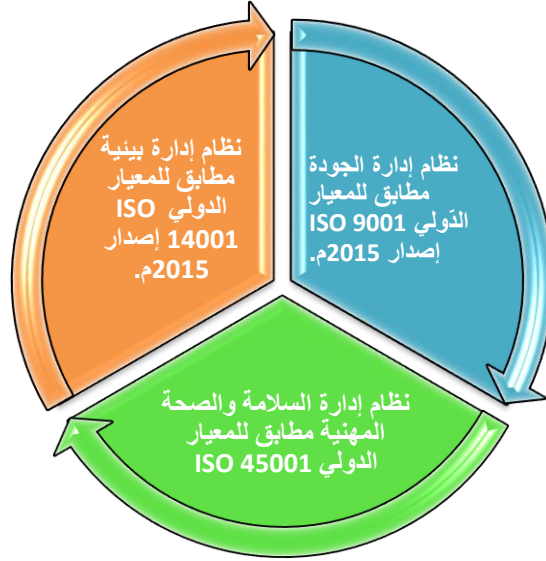 نظام إدارة الجودة
مطابق للمعيار
الدّولي ISO 9001
إصدار 2015م.
نظام إدارة السلامة والصحة
المهنية مطابق للمعيار
الدولي ISO 45001
نظام إدارة بيئية
مطابق للمعيار
الدولي ISO
14001 إصدار
2015م.